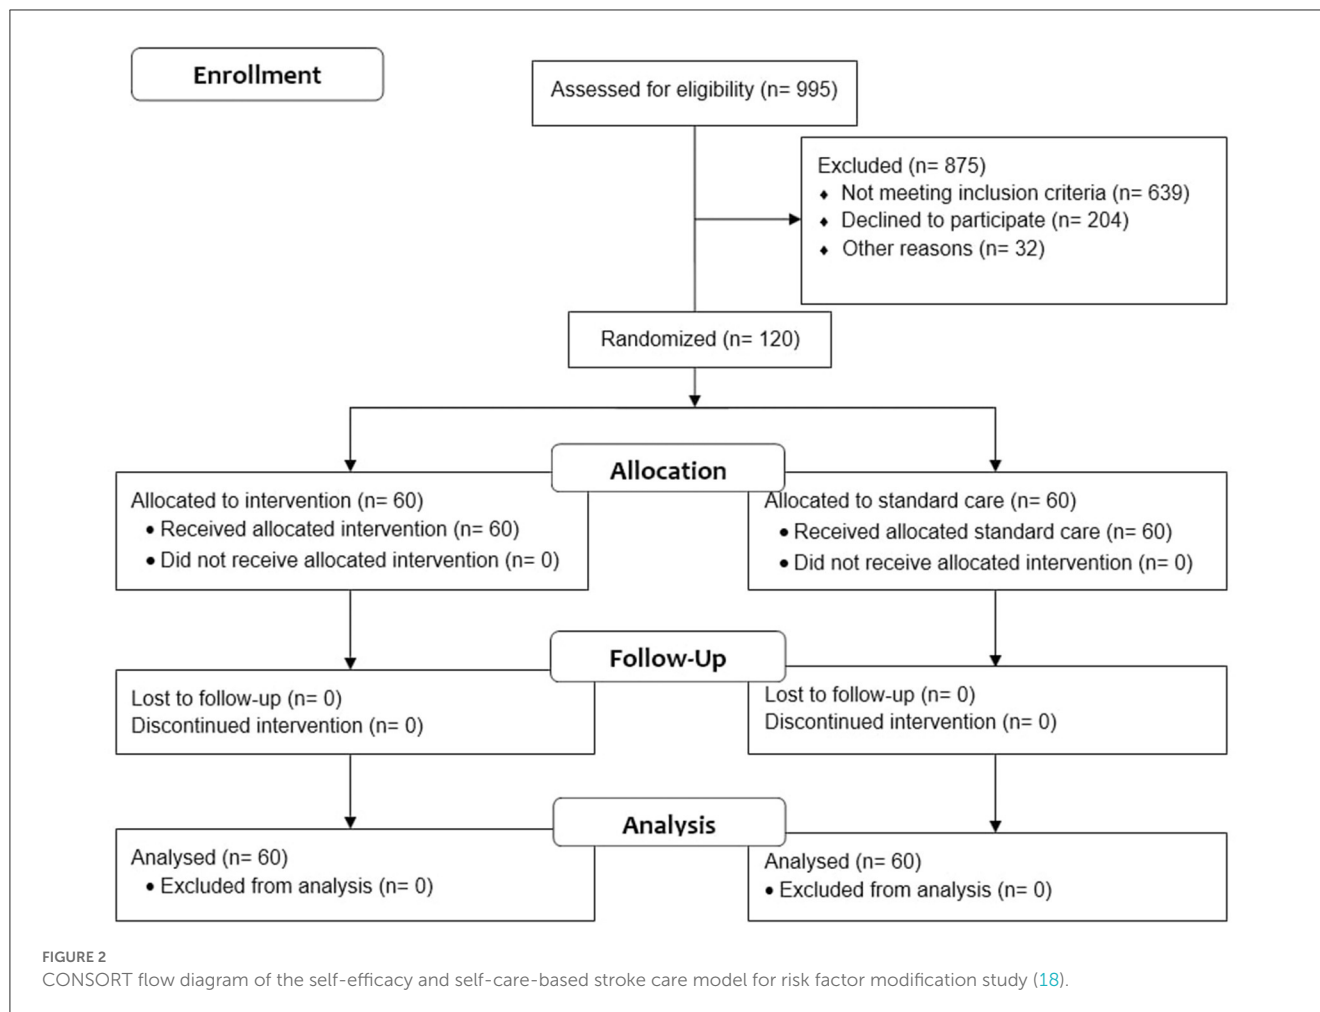 Enrollment
Assessed for eligibility (n= 995)
Excluded (n= 875)
⬧ Not meeting inclusion criteria (n= 639)
⬧ Declined to participate (n= 204)
⬧ Other reasons (n= 32)
Randomized (n= 120)
Allocation
Allocated to intervention (n= 60)
• Received allocated intervention (n= 60)
• Did not receive allocated intervention (n= 0)
Allocated to standard care (n= 60)
• Received allocated standard care (n= 60)
• Did not receive allocated intervention (n= 0)
Follow-Up
Lost to follow-up (n= 0)
Discontinued intervention (n= 0)
Lost to follow-up (n= 0)
Discontinued intervention (n= 0)
Analysis
Analysed (n= 60)
• Excluded from analysis (n= 0)
Analysed (n= 60)
• Excluded from analysis (n= 0)
FIGURE 2
CONSORT flow diagram of the self-efficacy and self-care-based stroke care model for risk factor modification study (18).